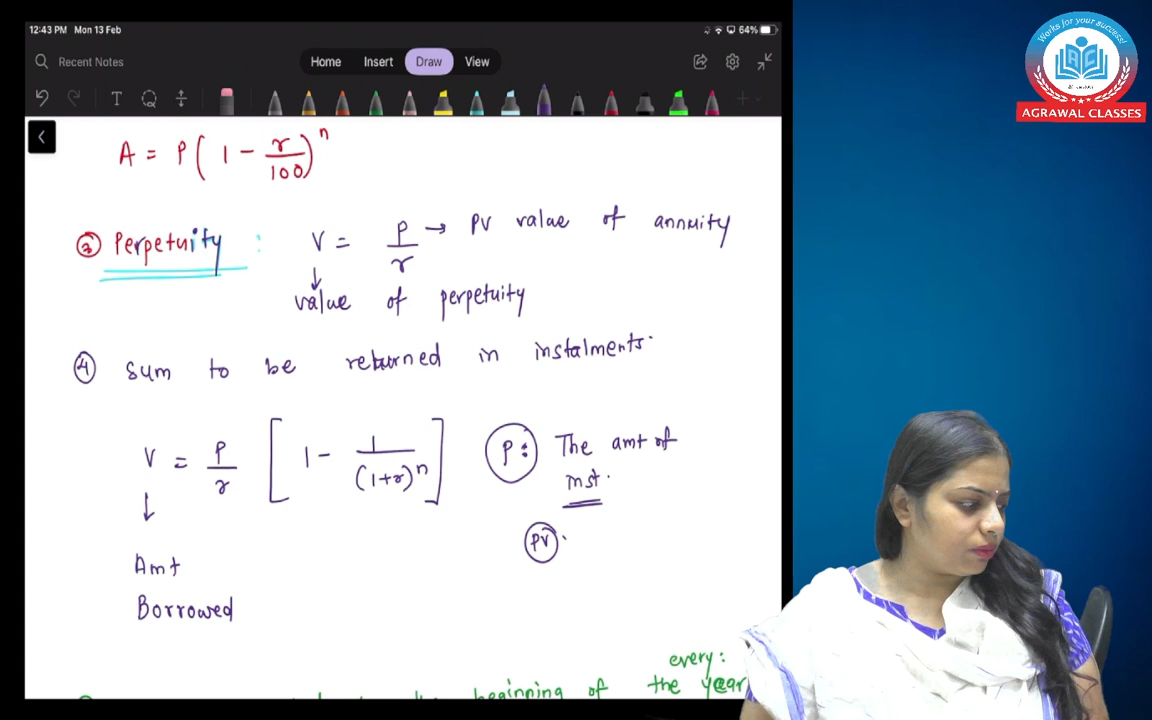 12:43 PM Mon 13 Feb
64%
Works for your success!
AC
AGRAWAL CLASSES
Recent Notes
Home Insert Draw View
T
A = P ( 1 - r/100 )^n
③ Perpetuity : V = P/r → PV value of annuity
value of perpetuity
④ Sum to be returned in instalments.
V = P/r [ 1 - 1/(1+r)^n ] P : The amt of
inst.
PV
Amt
Borrowed
every:
beginning of the year